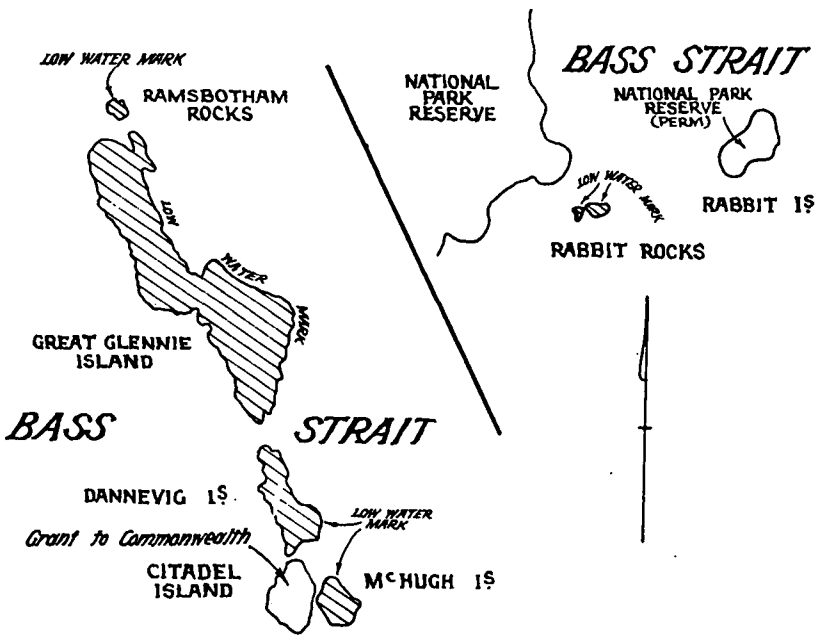 LOW WATER MARK
RAMSBOTHAM
ROCKS
LOW
WATER
MARK
GREAT GLENNIE
ISLAND
BASS STRAIT
DANNEVIG IS.
LOW WATER
MARK
Grant to Commonwealth
CITADEL
ISLAND
McHUGH IS
NATIONAL
PARK
RESERVE
BASS STRAIT
NATIONAL PARK
RESERVE
(PERM)
LOW WATER MARK
RABBIT IS
RABBIT ROCKS